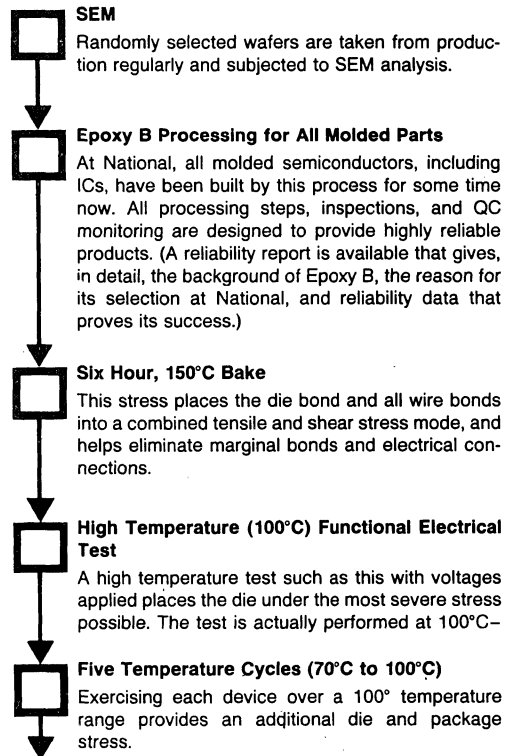 SEM
Randomly selected wafers are taken from produc-
tion regularly and subjected to SEM analysis.
Epoxy B Processing for All Molded Parts
At National, all molded semiconductors, including
ICs, have been built by this process for some time
now. All processing steps, inspections, and QC
monitoring are designed to provide highly reliable
products. (A reliability report is available that gives,
in detail, the background of Epoxy B, the reason for
its selection at National, and reliability data that
proves its success.)
Six Hour, 150°C Bake
This stress places the die bond and all wire bonds
into a combined tensile and shear stress mode, and
helps eliminate marginal bonds and electrical con-
nections.
High Temperature (100°C) Functional Electrical
Test
A high temperature test such as this with voltages
applied places the die under the most severe stress
possible. The test is actually performed at 100°C–
Five Temperature Cycles (70°C to 100°C)
Exercising each device over a 100° temperature
range provides an additional die and package
stress.